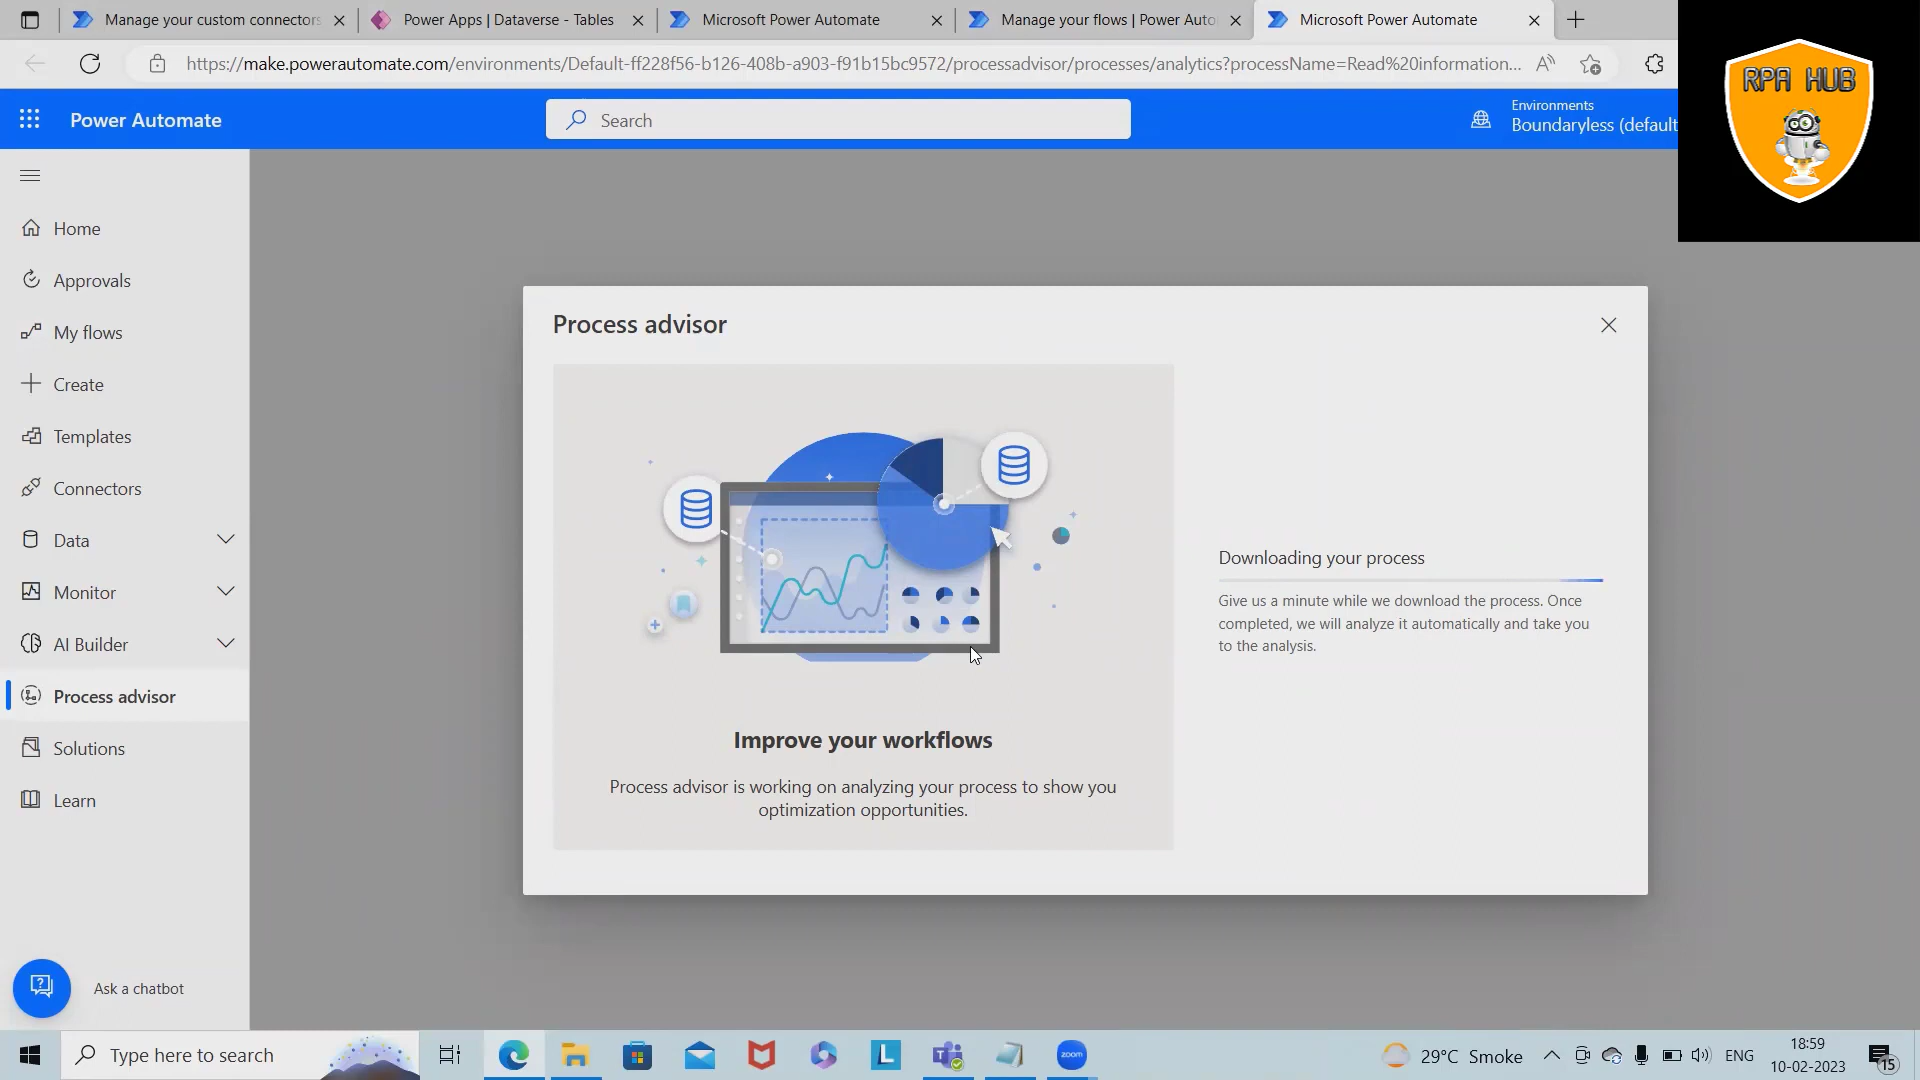 Manage your custom connectors
Power Apps | Dataverse - Tables
Microsoft Power Automate
Manage your flows | Power Auto
Microsoft Power Automate
https://make.powerautomate.com/environments/Default-ff228f56-b126-408b-a903-f91b15bc9572/processadvisor/processes/analytics?processName=Read%20information...
RPA HUB
Power Automate
Search
Environments
Boundaryless (default
Home
Approvals
My flows
Create
Templates
Connectors
Data
Monitor
AI Builder
Process advisor
Solutions
Learn
Ask a chatbot
Process advisor
Improve your workflows
Process advisor is working on analyzing your process to show you
optimization opportunities.
Downloading your process
Give us a minute while we download the process. Once
completed, we will analyze it automatically and take you
to the analysis.
Type here to search
L
zoom
29°C Smoke
ENG
18:59
10-02-2023
15